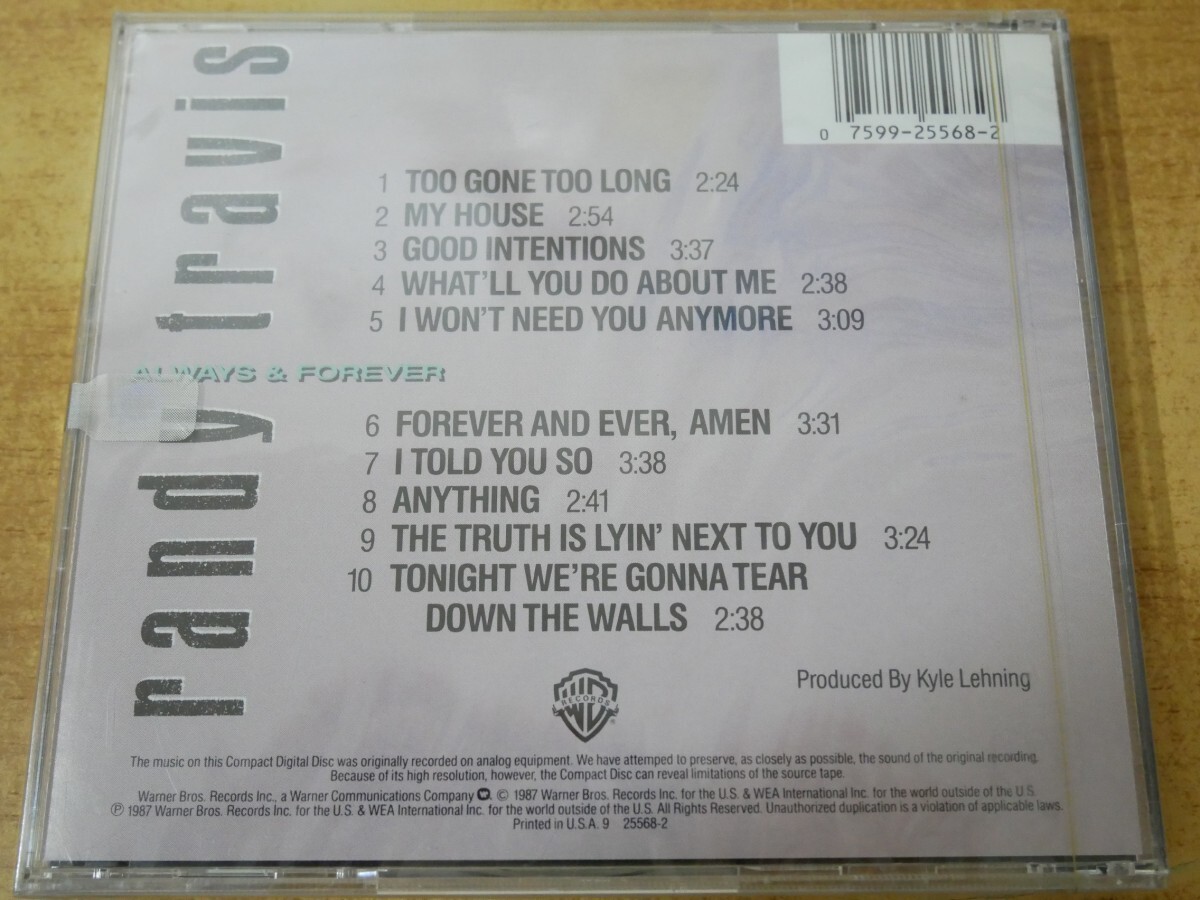 randy travis
0 7599-25568-2
1 TOO GONE TOO LONG 2:24
2 MY HOUSE 2:54
3 GOOD INTENTIONS 3:37
4 WHAT'LL YOU DO ABOUT ME 2:38
5 I WON'T NEED YOU ANYMORE 3:09
ALWAYS & FOREVER
6 FOREVER AND EVER, AMEN 3:31
7 I TOLD YOU SO 3:38
8 ANYTHING 2:41
9 THE TRUTH IS LYIN' NEXT TO YOU 3:24
10 TONIGHT WE'RE GONNA TEAR
DOWN THE WALLS 2:38
Produced By Kyle Lehning
RECORDS
The music on this Compact Digital Disc was originally recorded on analog equipment. We have attemped to preserve, as closely as possible, the sound of the original recording.
Because of its high resolution, however, the Compact Disc can reveal limitations of the source tape.
Warner Bros. Records Inc., a Warner Communications Company. © 1987 Warner Bros. Records Inc. for the U.S. & WEA International Inc. for the world outside of the U.S.
℗ 1987 Warner Bros. Records Inc. for the U.S. & WEA International Inc. for the world outside of the U.S. All Rights Reserved. Unauthorized duplication is a violation of applicable laws.
Printed in U.S.A. 9 25568-2